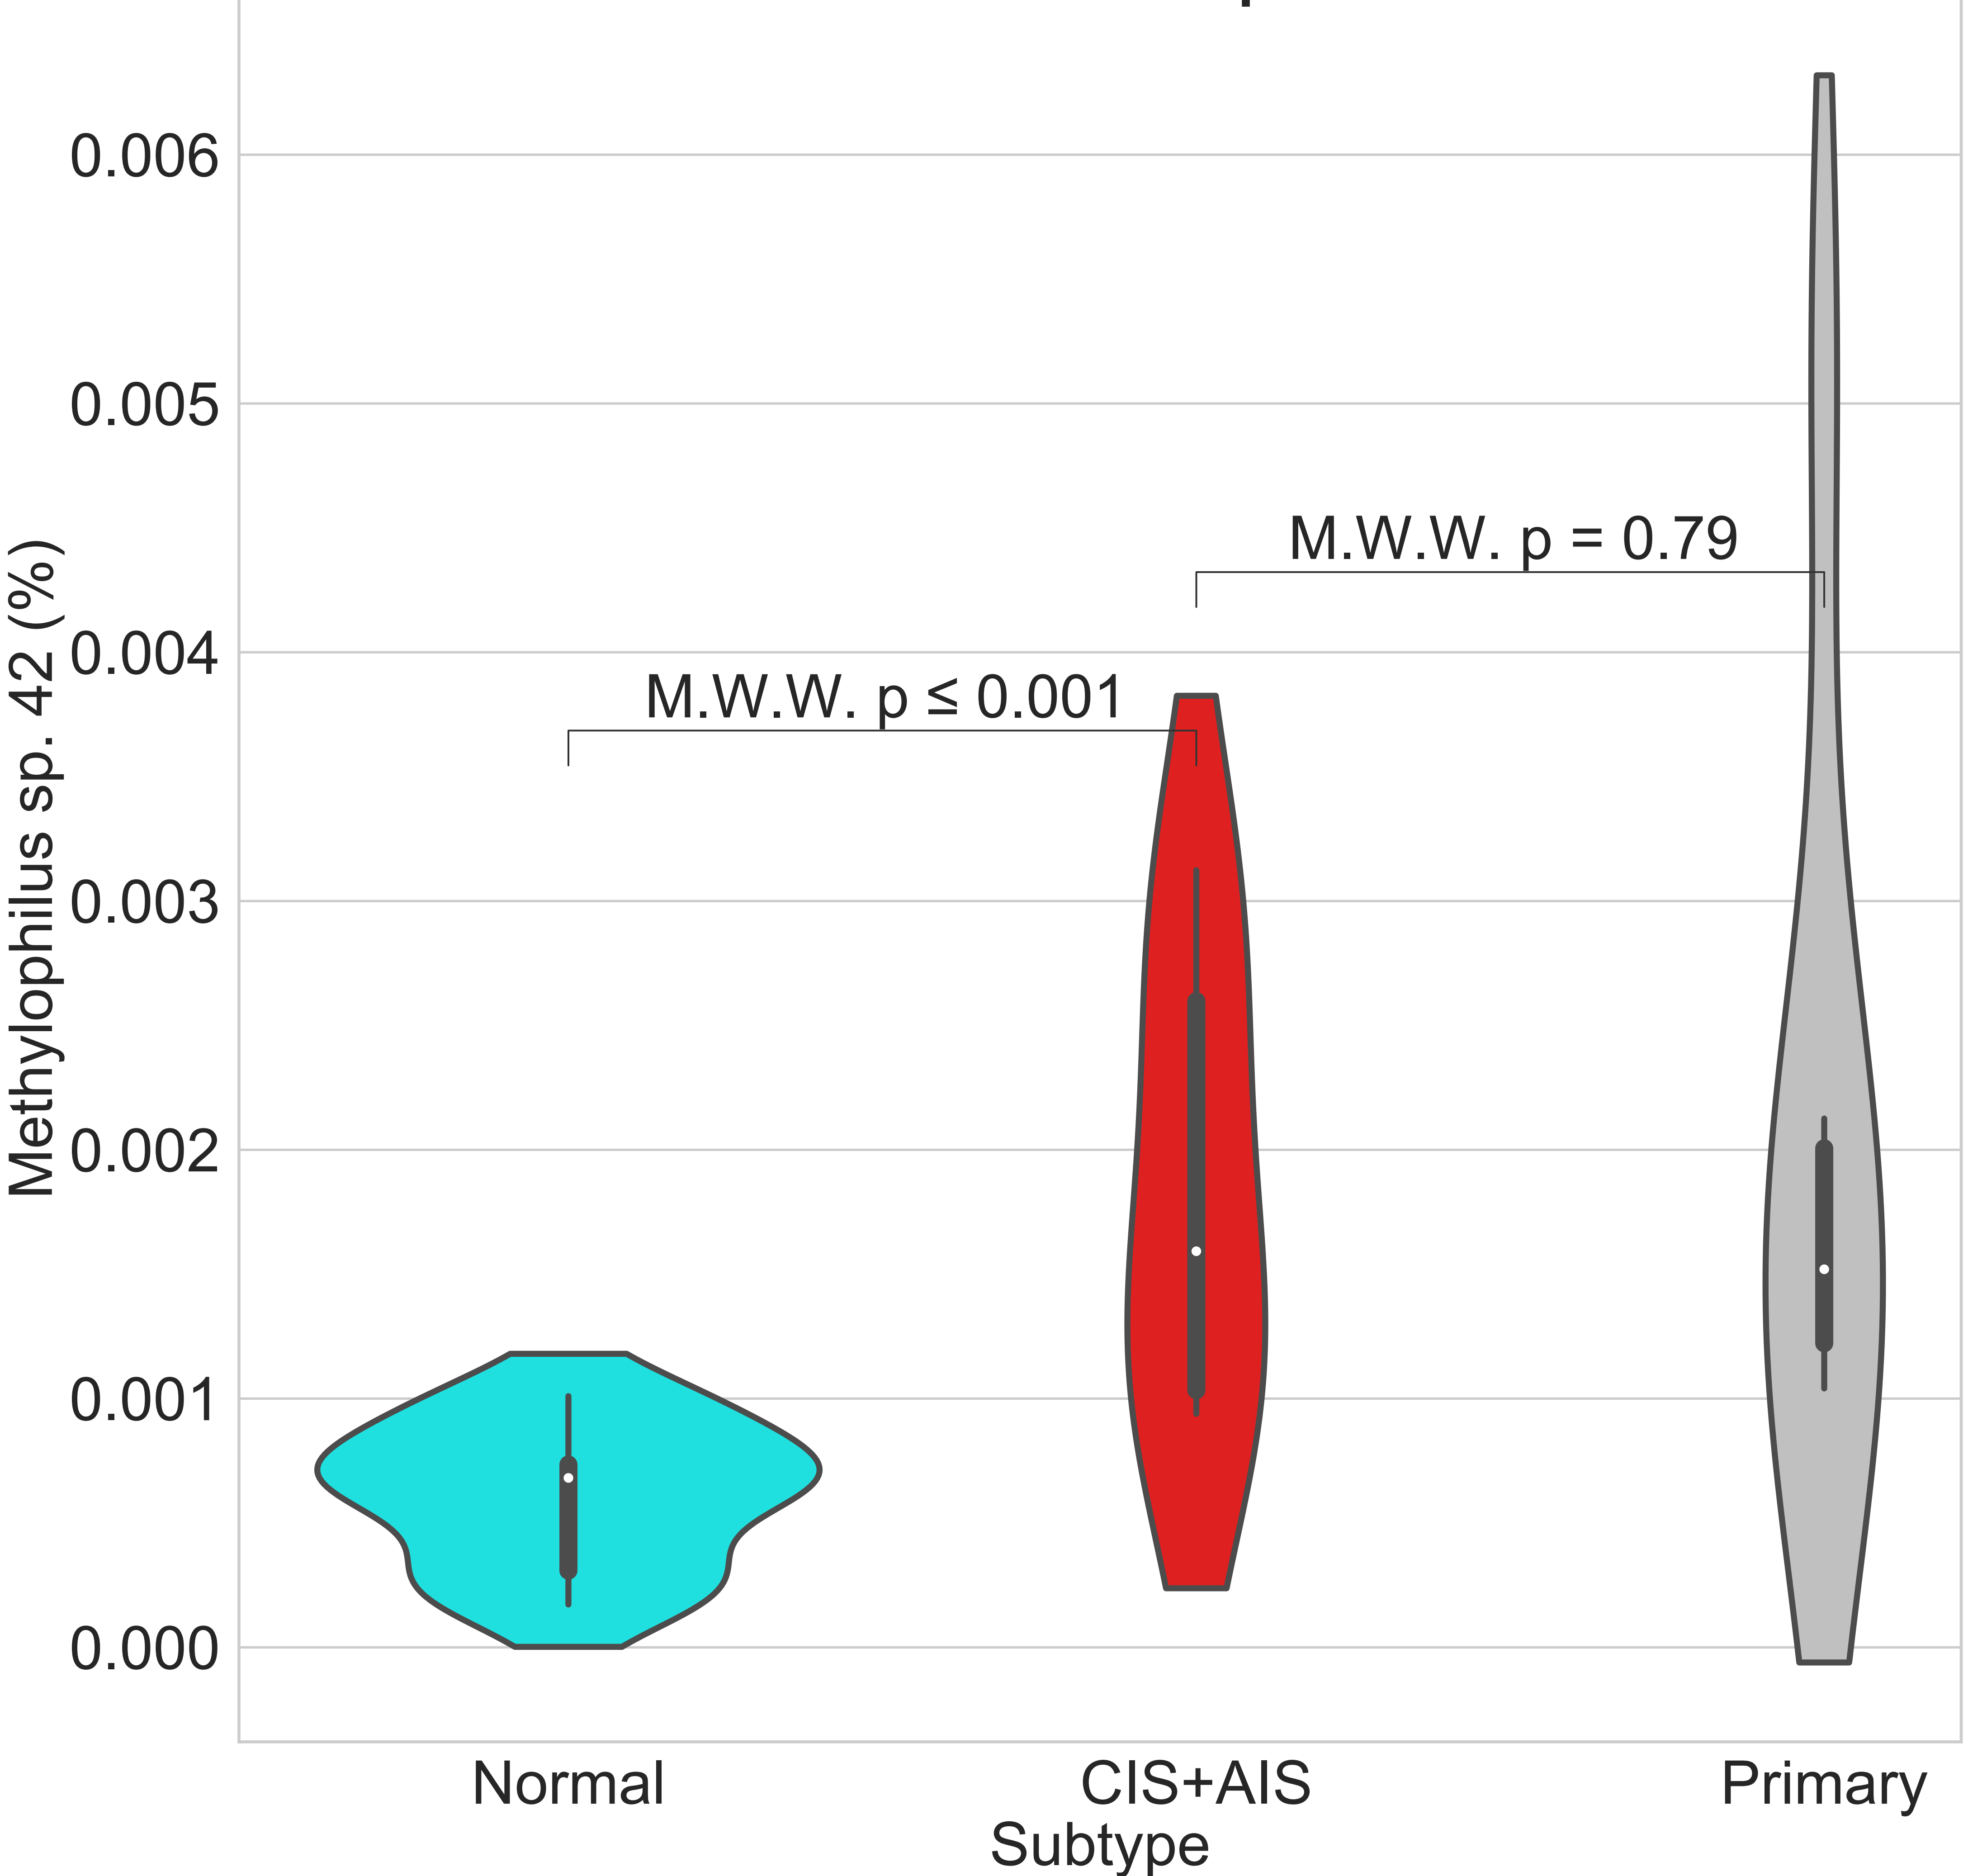 0.006
0.005
0.004
0.003
0.002
0.001
0.000
Methylophilus sp. 42 (%)
M.W.W. p = 0.79
M.W.W. p ≤ 0.001
Normal
CIS+AIS
Primary
Subtype